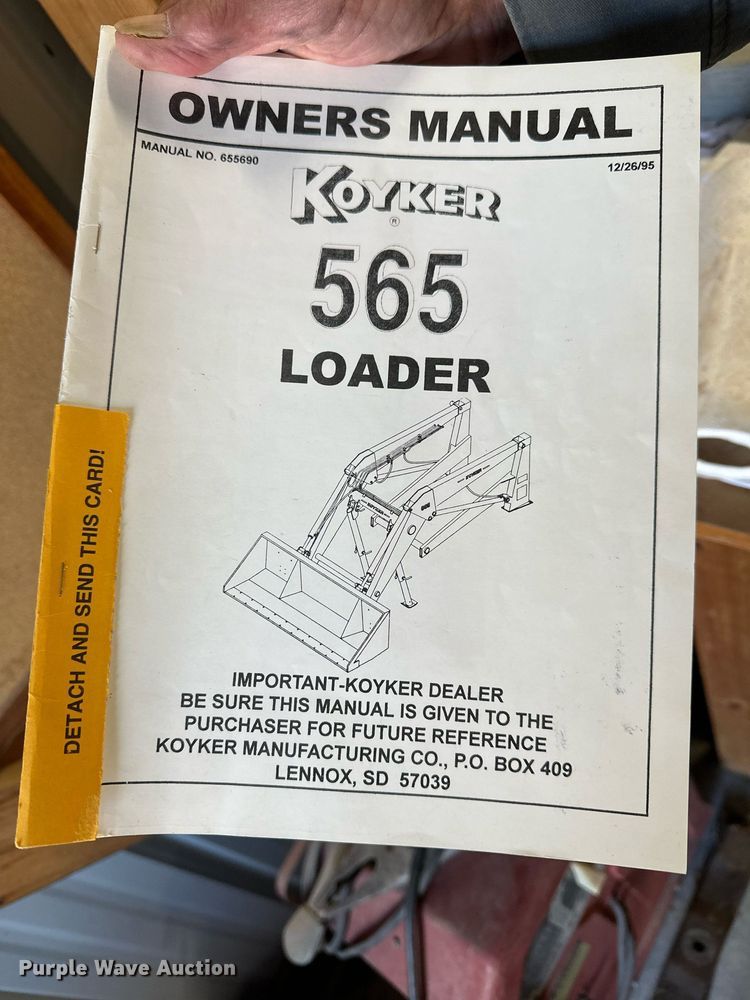 OWNERS MANUAL
MANUAL NO. 655690
12/26/95
KOYKER
®
565
LOADER
DETACH AND SEND THIS CARD!
IMPORTANT-KOYKER DEALER
BE SURE THIS MANUAL IS GIVEN TO THE
PURCHASER FOR FUTURE REFERENCE
KOYKER MANUFACTURING CO., P.O. BOX 409
LENNOX, SD 57039
Purple Wave Auction